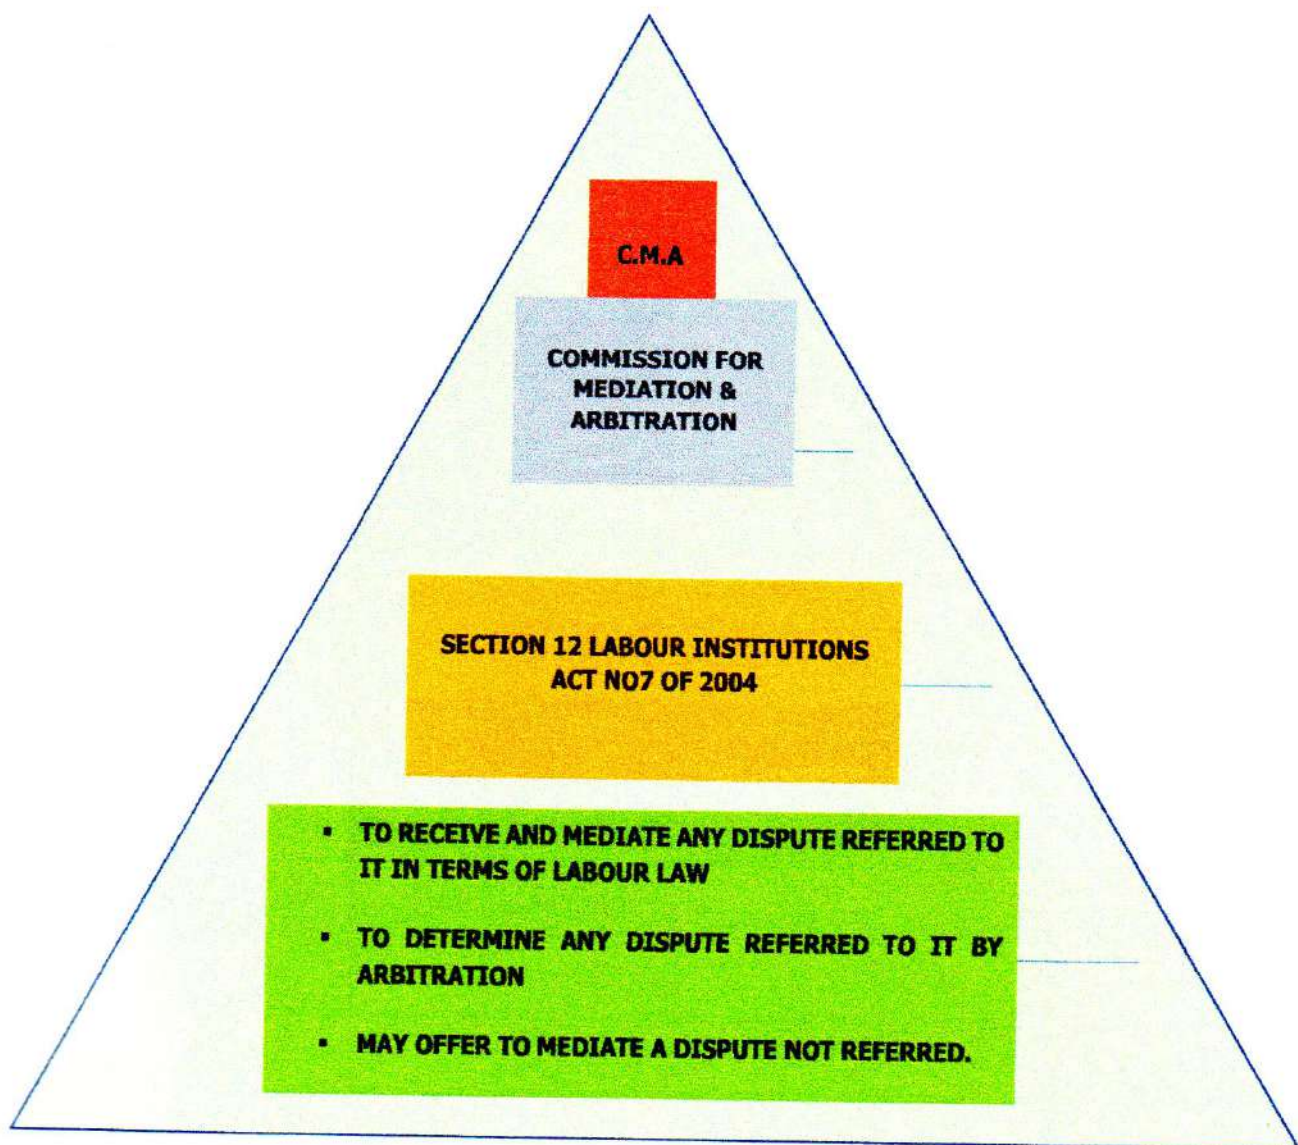 C.M.A
COMMISSION FOR
MEDIATION &
ARBITRATION
SECTION 12 LABOUR INSTITUTIONS
ACT NO7 OF 2004
▪ TO RECEIVE AND MEDIATE ANY DISPUTE REFERRED TO
IT IN TERMS OF LABOUR LAW
▪ TO DETERMINE ANY DISPUTE REFERRED TO IT BY
ARBITRATION
▪ MAY OFFER TO MEDIATE A DISPUTE NOT REFERRED.